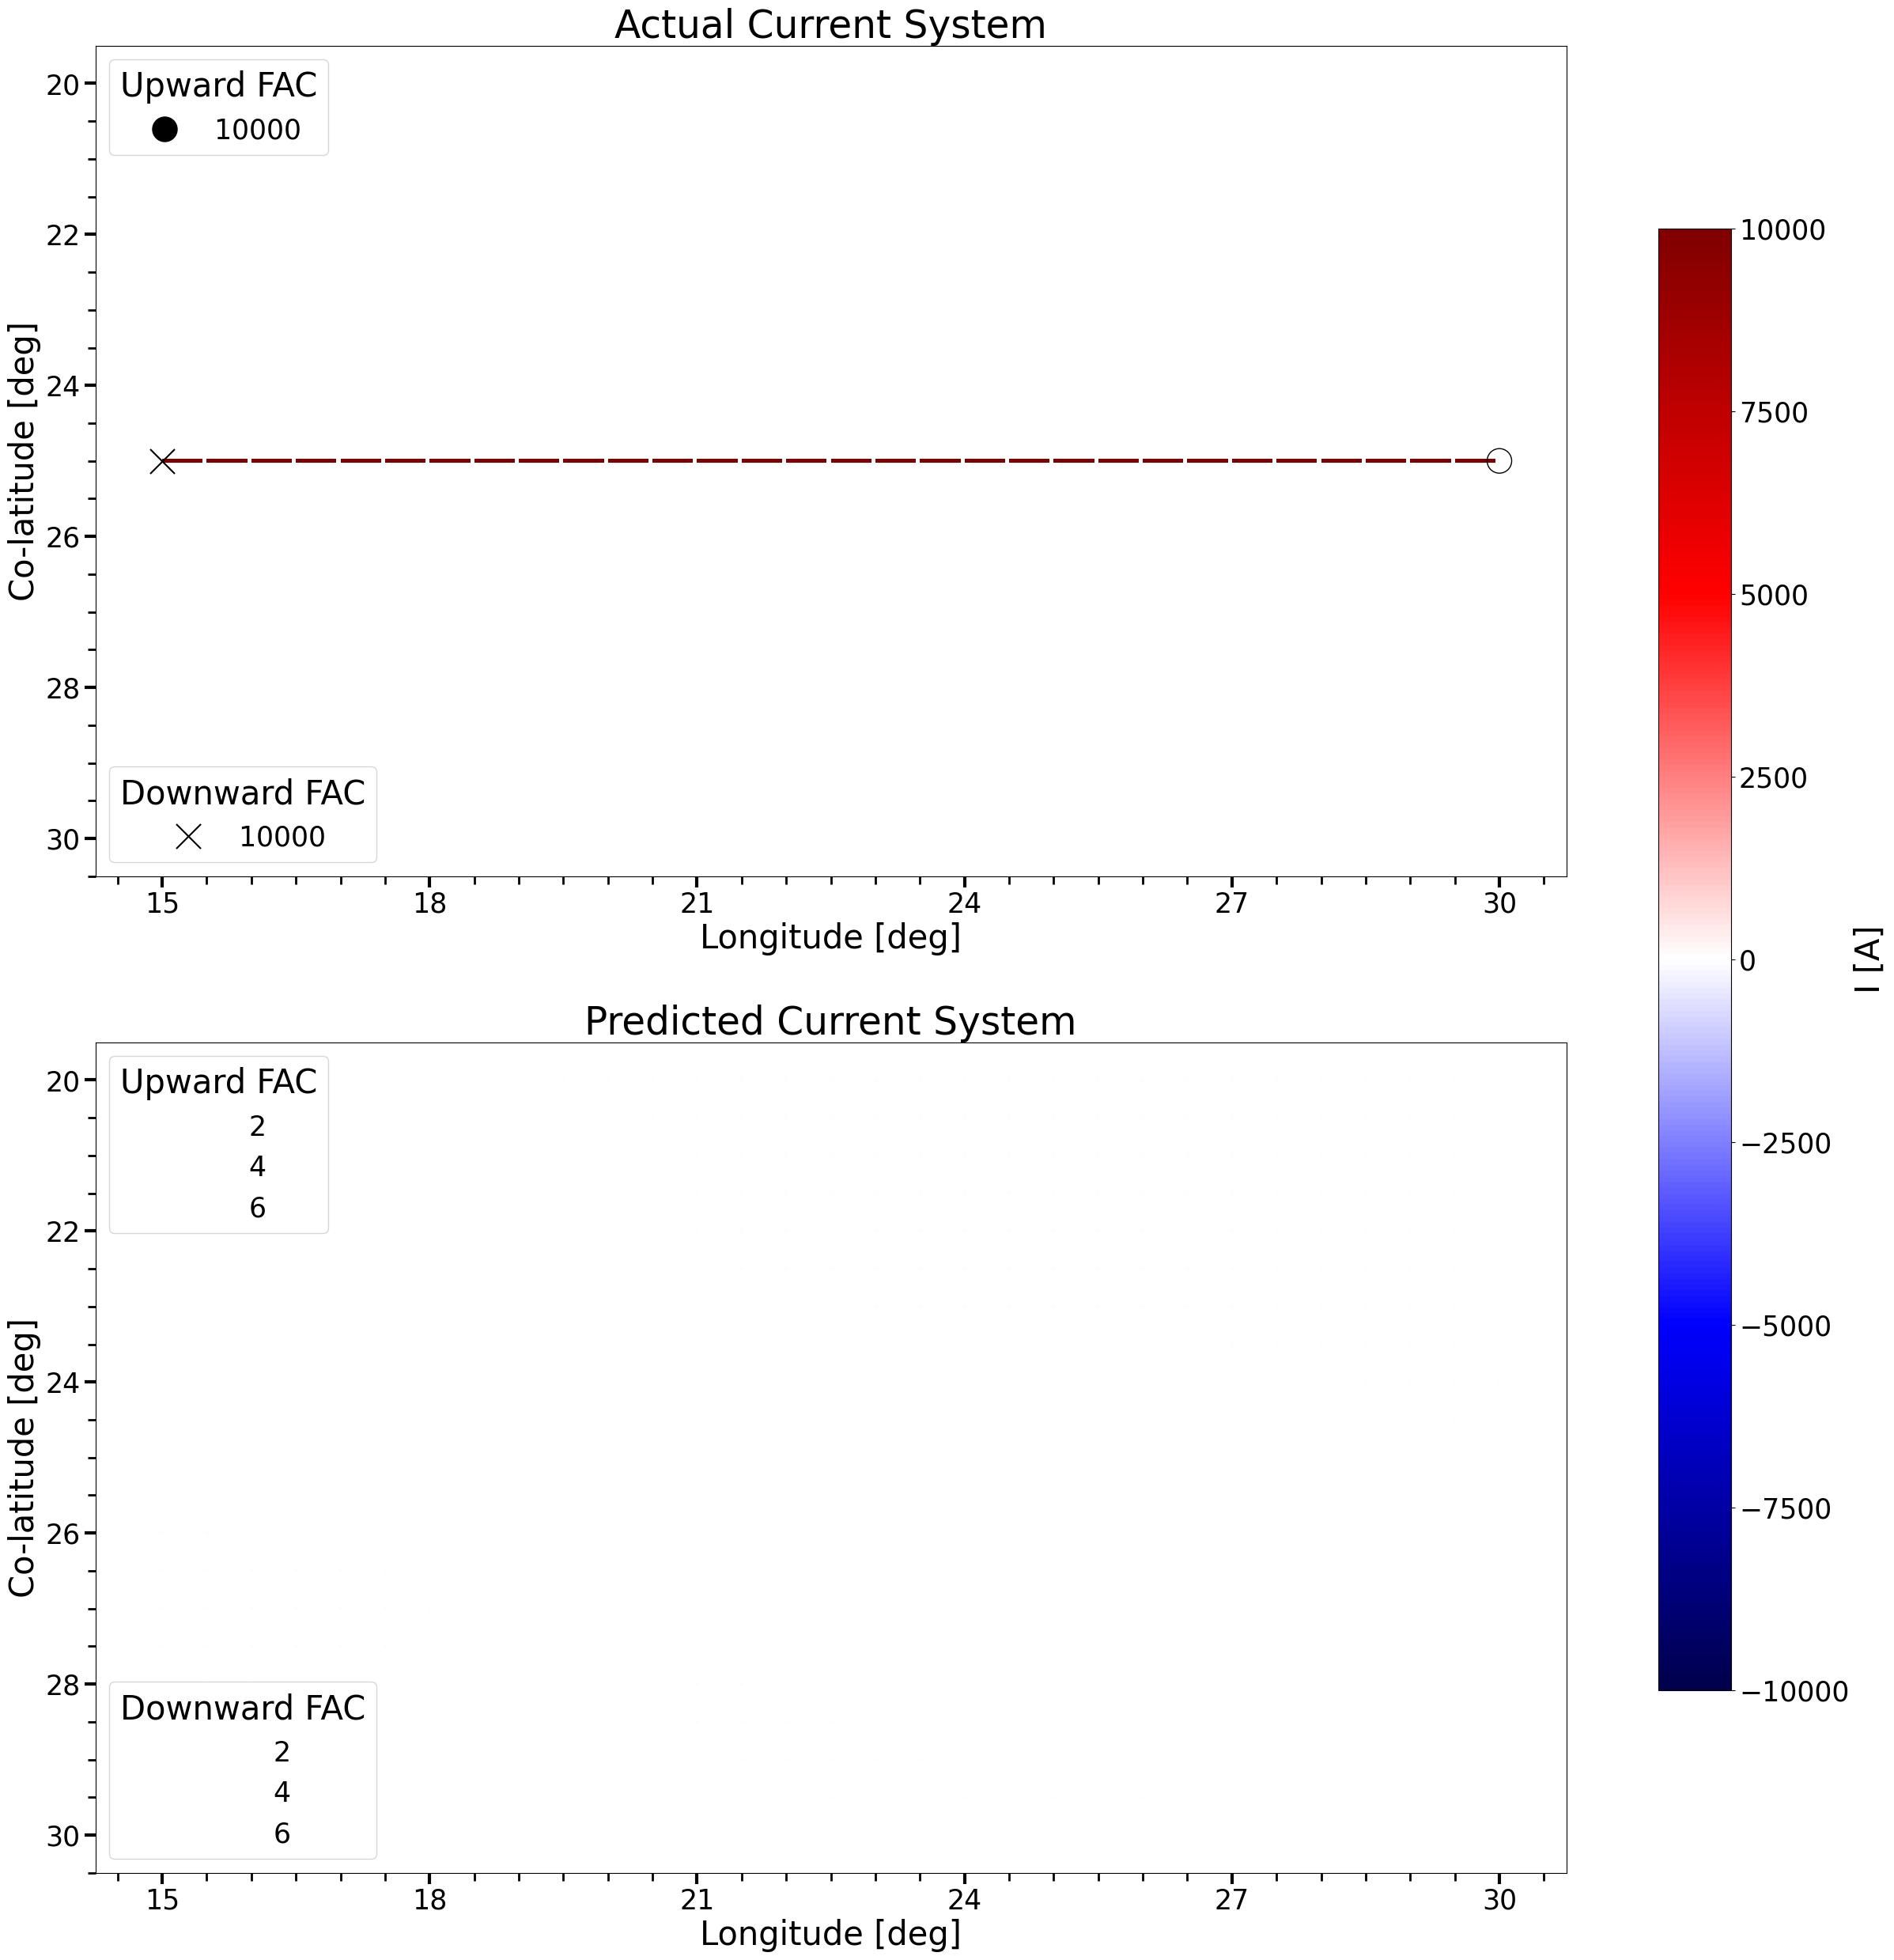 Actual Current System
Upward FAC
10000
Downward FAC
10000
20
22
24
26
28
30
Co-latitude [deg]
15 18 21 24 27 30
Longitude [deg]
Predicted Current System
Upward FAC
2
4
6
Downward FAC
2
4
6
20
22
24
26
28
30
Co-latitude [deg]
15 18 21 24 27 30
Longitude [deg]
10000
7500
5000
2500
0
−2500
−5000
−7500
−10000
I [A]